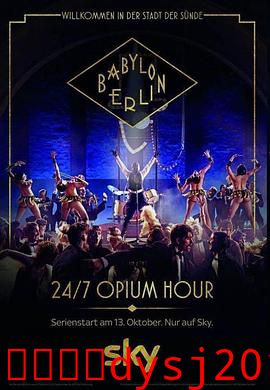 WILLKOMMEN IN DER STADT DER SÜNDE
BABYLON
BERLIN
24/7 OPIUM HOUR
Serienstart am 13. Oktober. Nur auf Sky.
sky
dysj20